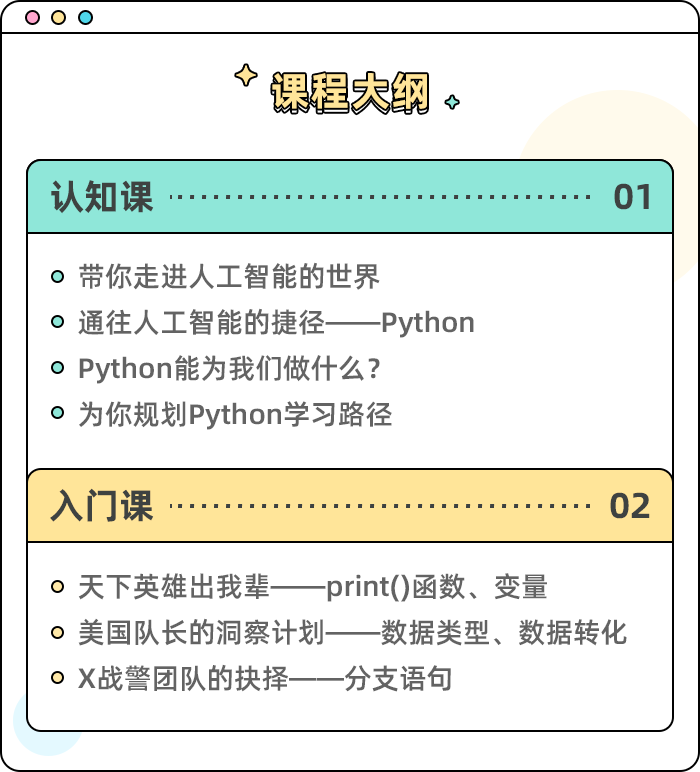 课程大纲
认知课 01
带你走进人工智能的世界
通往人工智能的捷径——Python
Python能为我们做什么？
为你规划Python学习路径
入门课 02
天下英雄出我辈——print()函数、变量
美国队长的洞察计划——数据类型、数据转化
X战警团队的抉择——分支语句